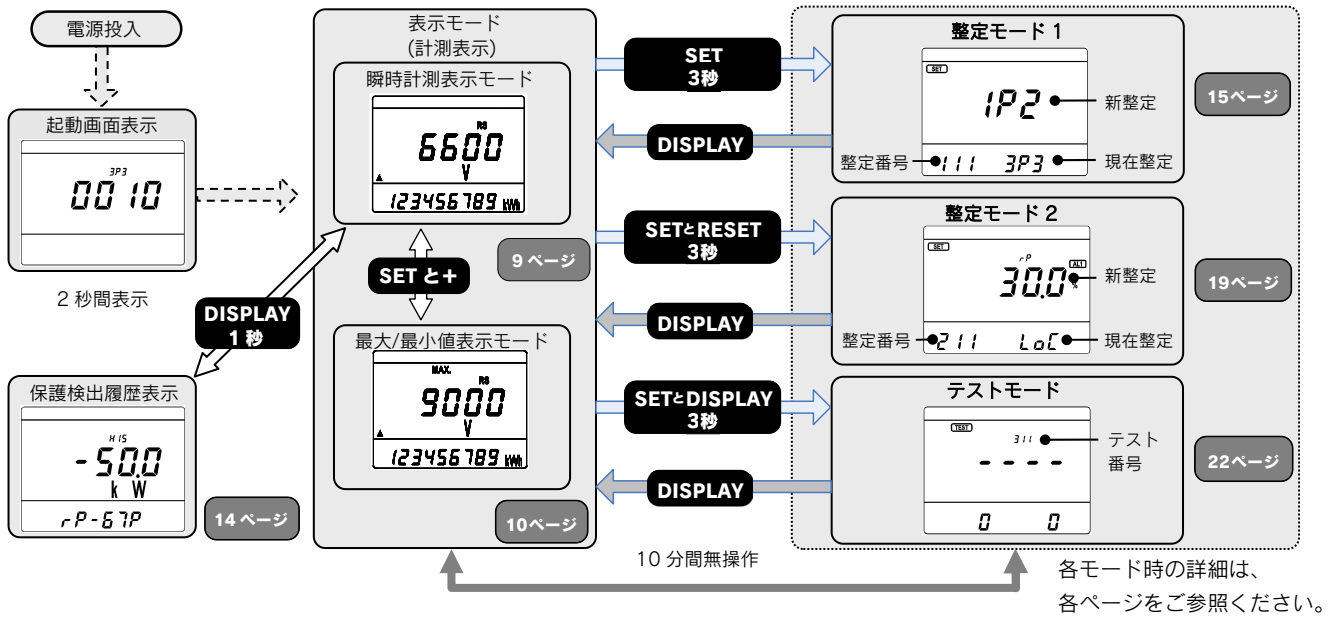 電源投入
起動画面表示
3P3
0010
2 秒間表示
DISPLAY
1 秒
保護検出履歴表示
HIS
-50.0
k W
rP-67P
14 ページ
表示モード
(計測表示)
瞬時計測表示モード
RS
6600
V
123456789 kWh
SET と+
9 ページ
最大/最小値表示モード
MAX.
RS
9000
V
123456789 kWh
10ページ
SET
3秒
DISPLAY
SETとRESET
3秒
DISPLAY
SETとDISPLAY
3秒
DISPLAY
10 分間無操作
整定モード 1
SET
1P2
新整定
整定番号
111
3P3
現在整定
15ページ
整定モード 2
SET
rP
AL1
30.0
%
新整定
整定番号
211
LoC
現在整定
19ページ
テストモード
TEST
311
テスト
番号
- - - -
0 0
22ページ
各モード時の詳細は、
各ページをご参照ください。